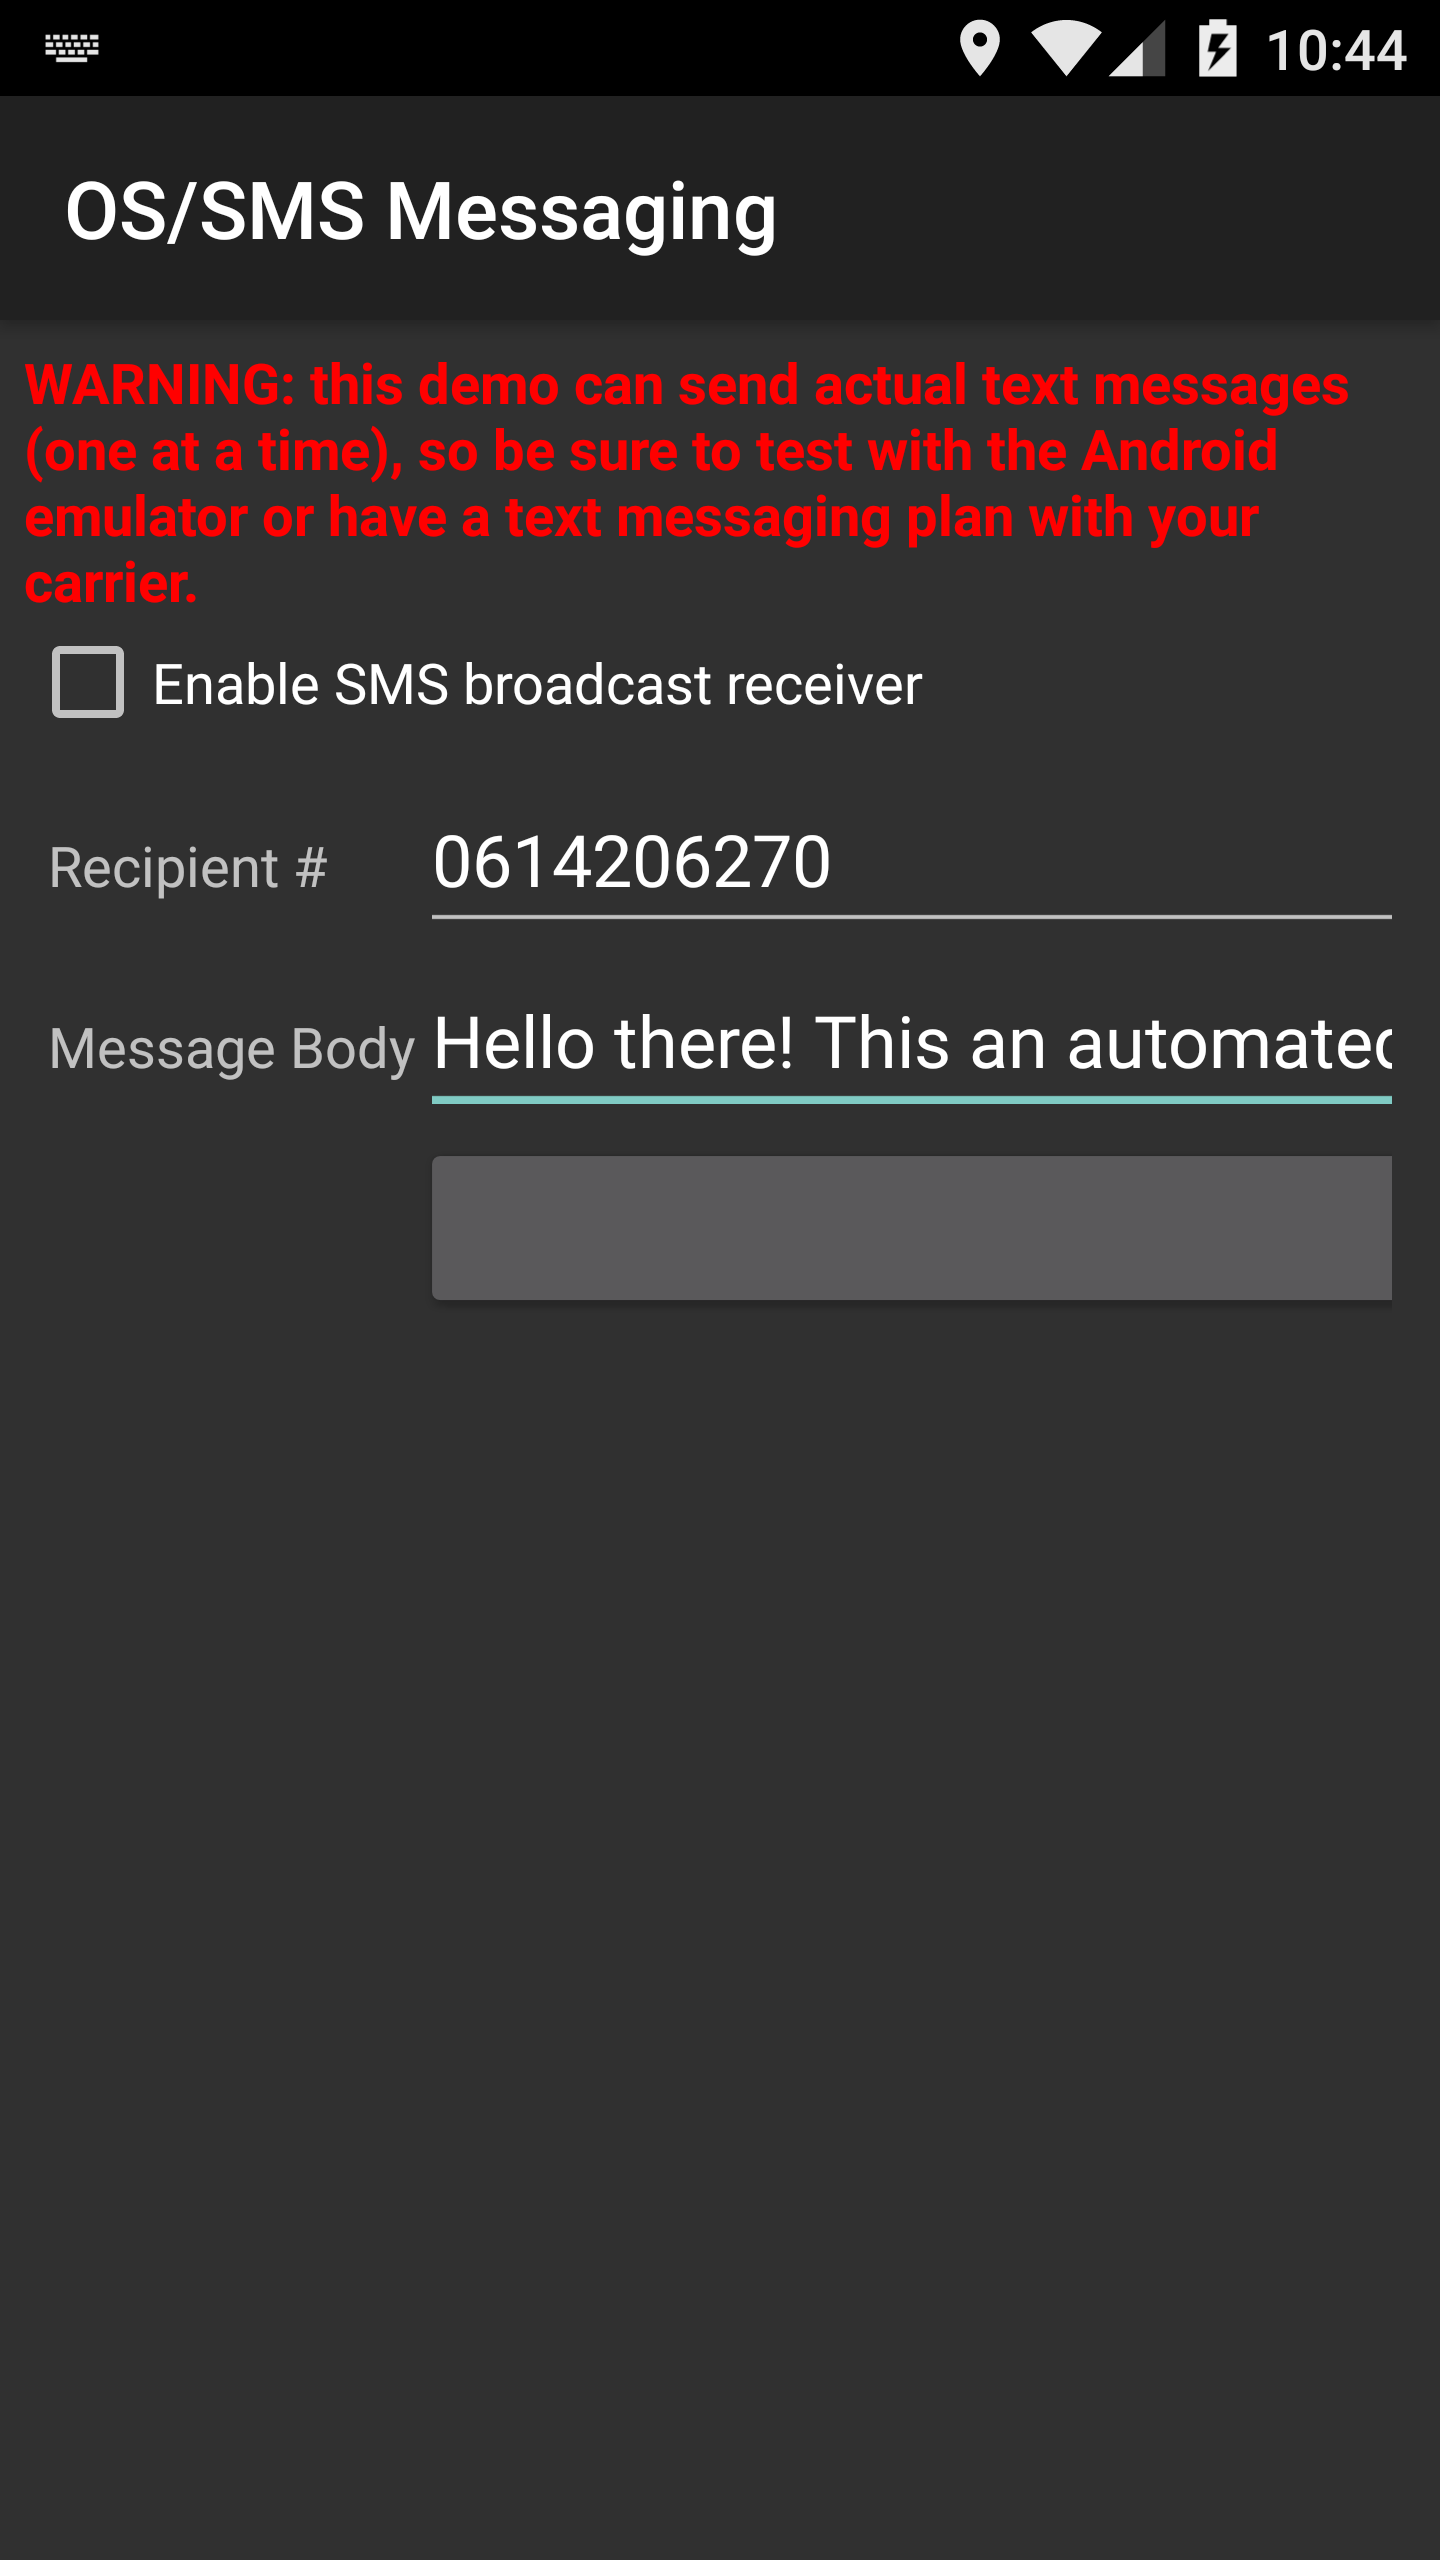 10:44
OS/SMS Messaging
WARNING: this demo can send actual text messages
(one at a time), so be sure to test with the Android
emulator or have a text messaging plan with your
carrier.
Enable SMS broadcast receiver
Recipient # 0614206270
Message Body Hello there! This an automated